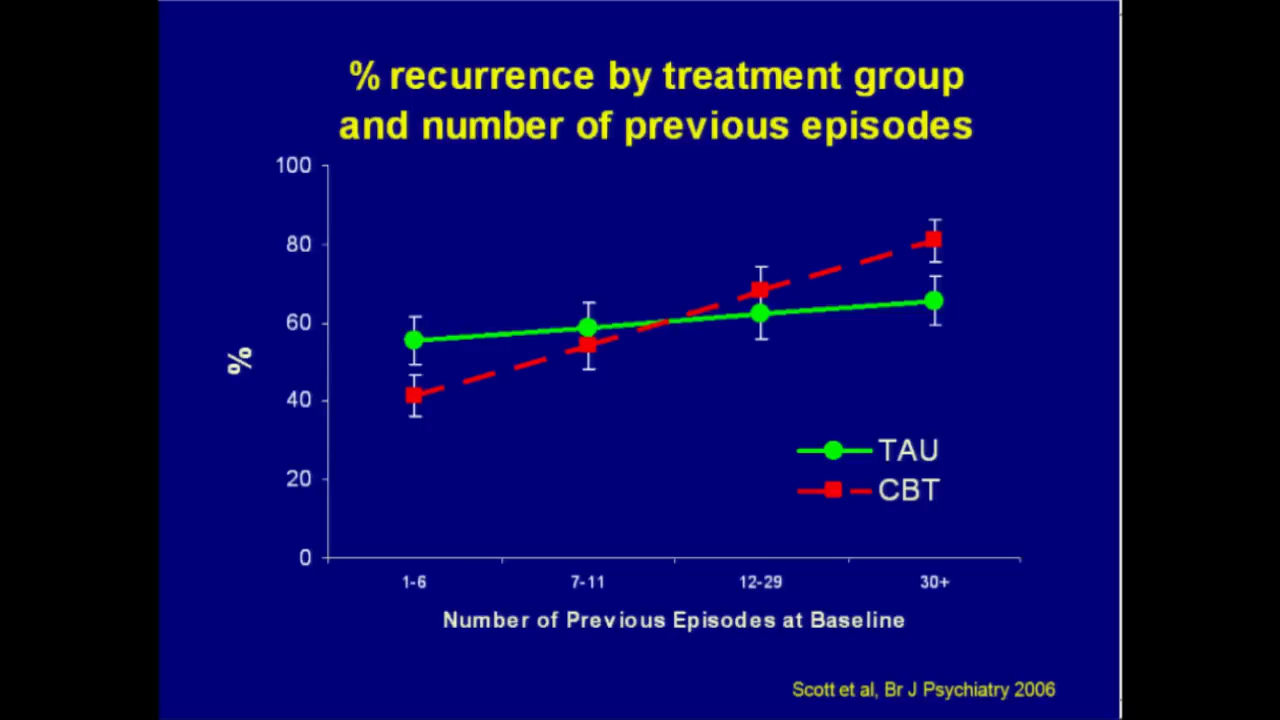 % recurrence by treatment group
and number of previous episodes
100
80
60
40
20
0
%
TAU
CBT
1-6
7-11
12-29
30+
Number of Previous Episodes at Baseline
Scott et al, Br J Psychiatry 2006